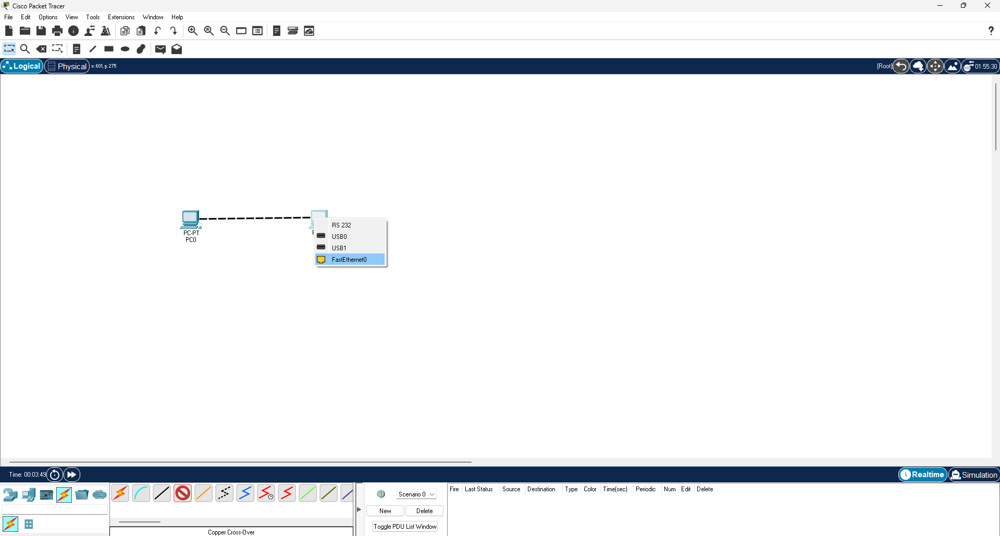 Cisco Packet Tracer
File Edit Options View Tools Extensions Window Help
?
Logical Physical x: 601, y: 275 [Root] 01:55:30
RS 232
USB0
USB1
FastEthernet0
PC-PT
PC0
Time: 00:03:49 Realtime Simulation
Scenario 0
New Delete
Toggle PDU List Window
Fire Last Status Source Destination Type Color Time(sec) Periodic Num Edit Delete
Copper Cross-Over